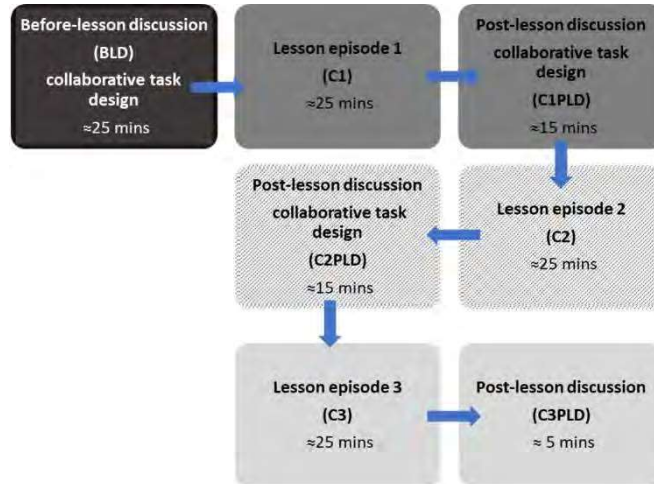 Before-lesson discussion
(BLD)
collaborative task
design
≈25 mins
Lesson episode 1
(C1)
≈25 mins
Post-lesson discussion
collaborative task
design
(C1PLD)
≈15 mins
Lesson episode 2
(C2)
≈25 mins
Post-lesson discussion
collaborative task
design
(C2PLD)
≈15 mins
Lesson episode 3
(C3)
≈25 mins
Post-lesson discussion
(C3PLD)
≈ 5 mins